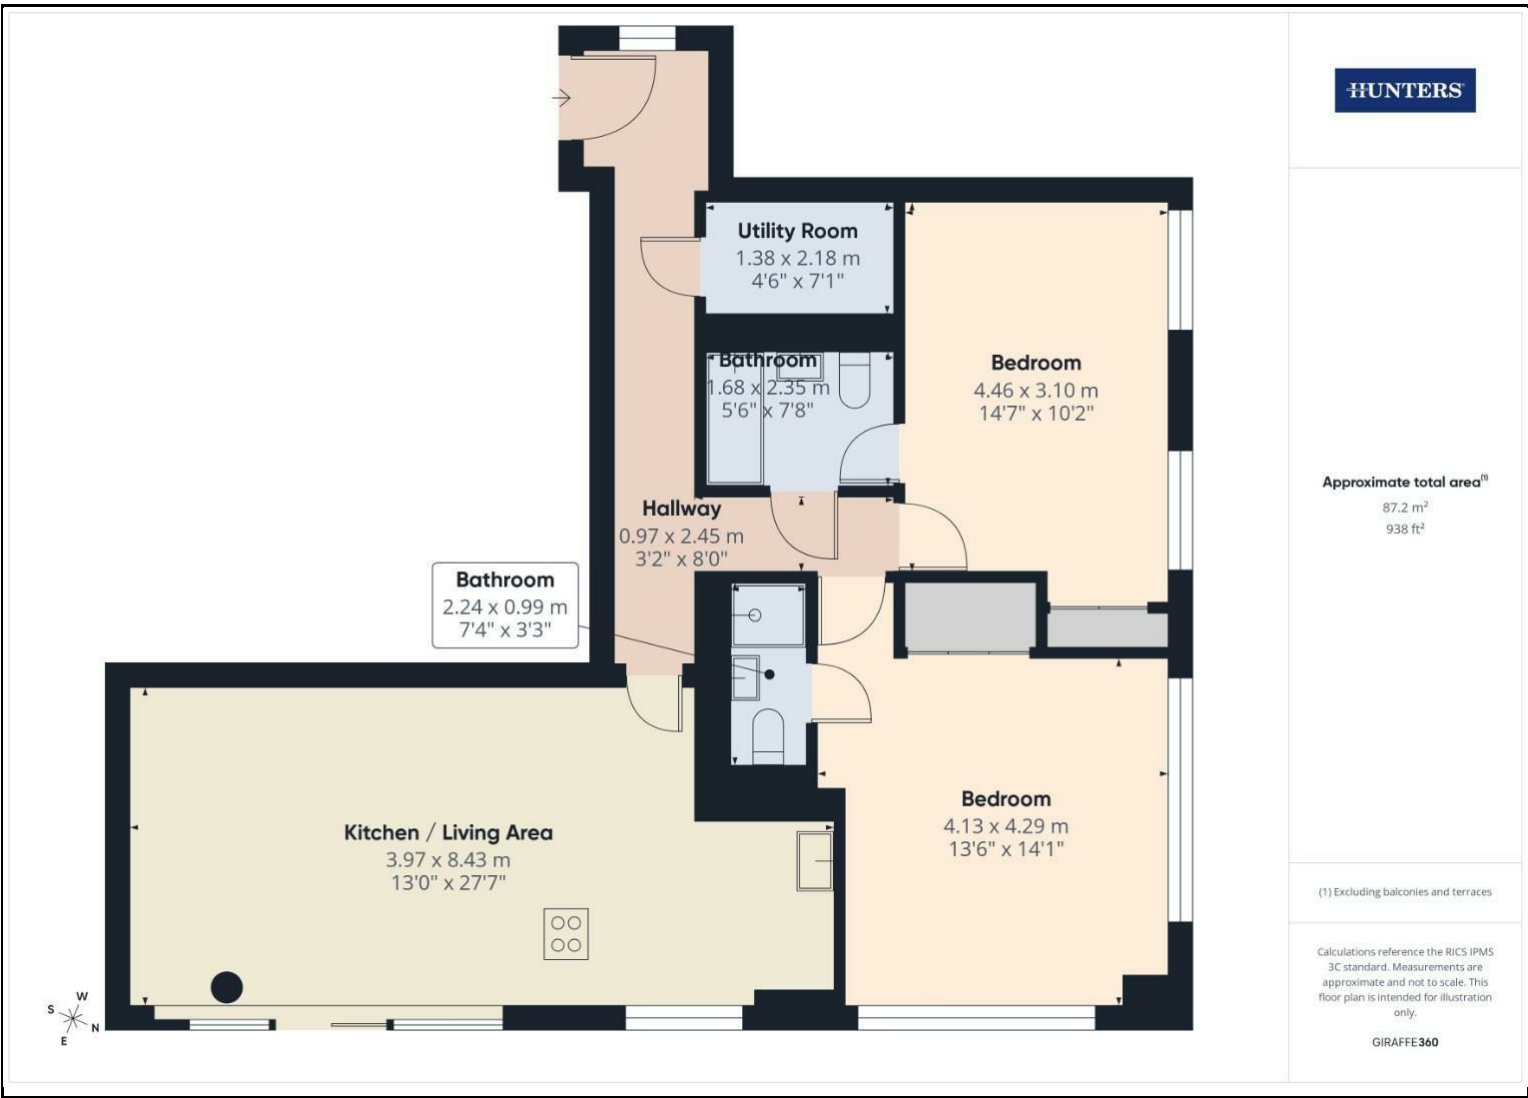 Utility Room
1.38 x 2.18 m
4'6" x 7'1"
Bathroom
1.68 x 2.35 m
5'6" x 7'8"
Bedroom
4.46 x 3.10 m
14'7" x 10'2"
Hallway
0.97 x 2.45 m
3'2" x 8'0"
Bathroom
2.24 x 0.99 m
7'4" x 3'3"
Kitchen / Living Area
3.97 x 8.43 m
13'0" x 27'7"
Bedroom
4.13 x 4.29 m
13'6" x 14'1"
W
S
N
E
HUNTERS
Approximate total area⁽¹⁾
87.2 m²
938 ft²
(1) Excluding balconies and terraces
Calculations reference the RICS IPMS
3C standard. Measurements are
approximate and not to scale. This
floor plan is intended for illustration
only.
GIRAFFE360